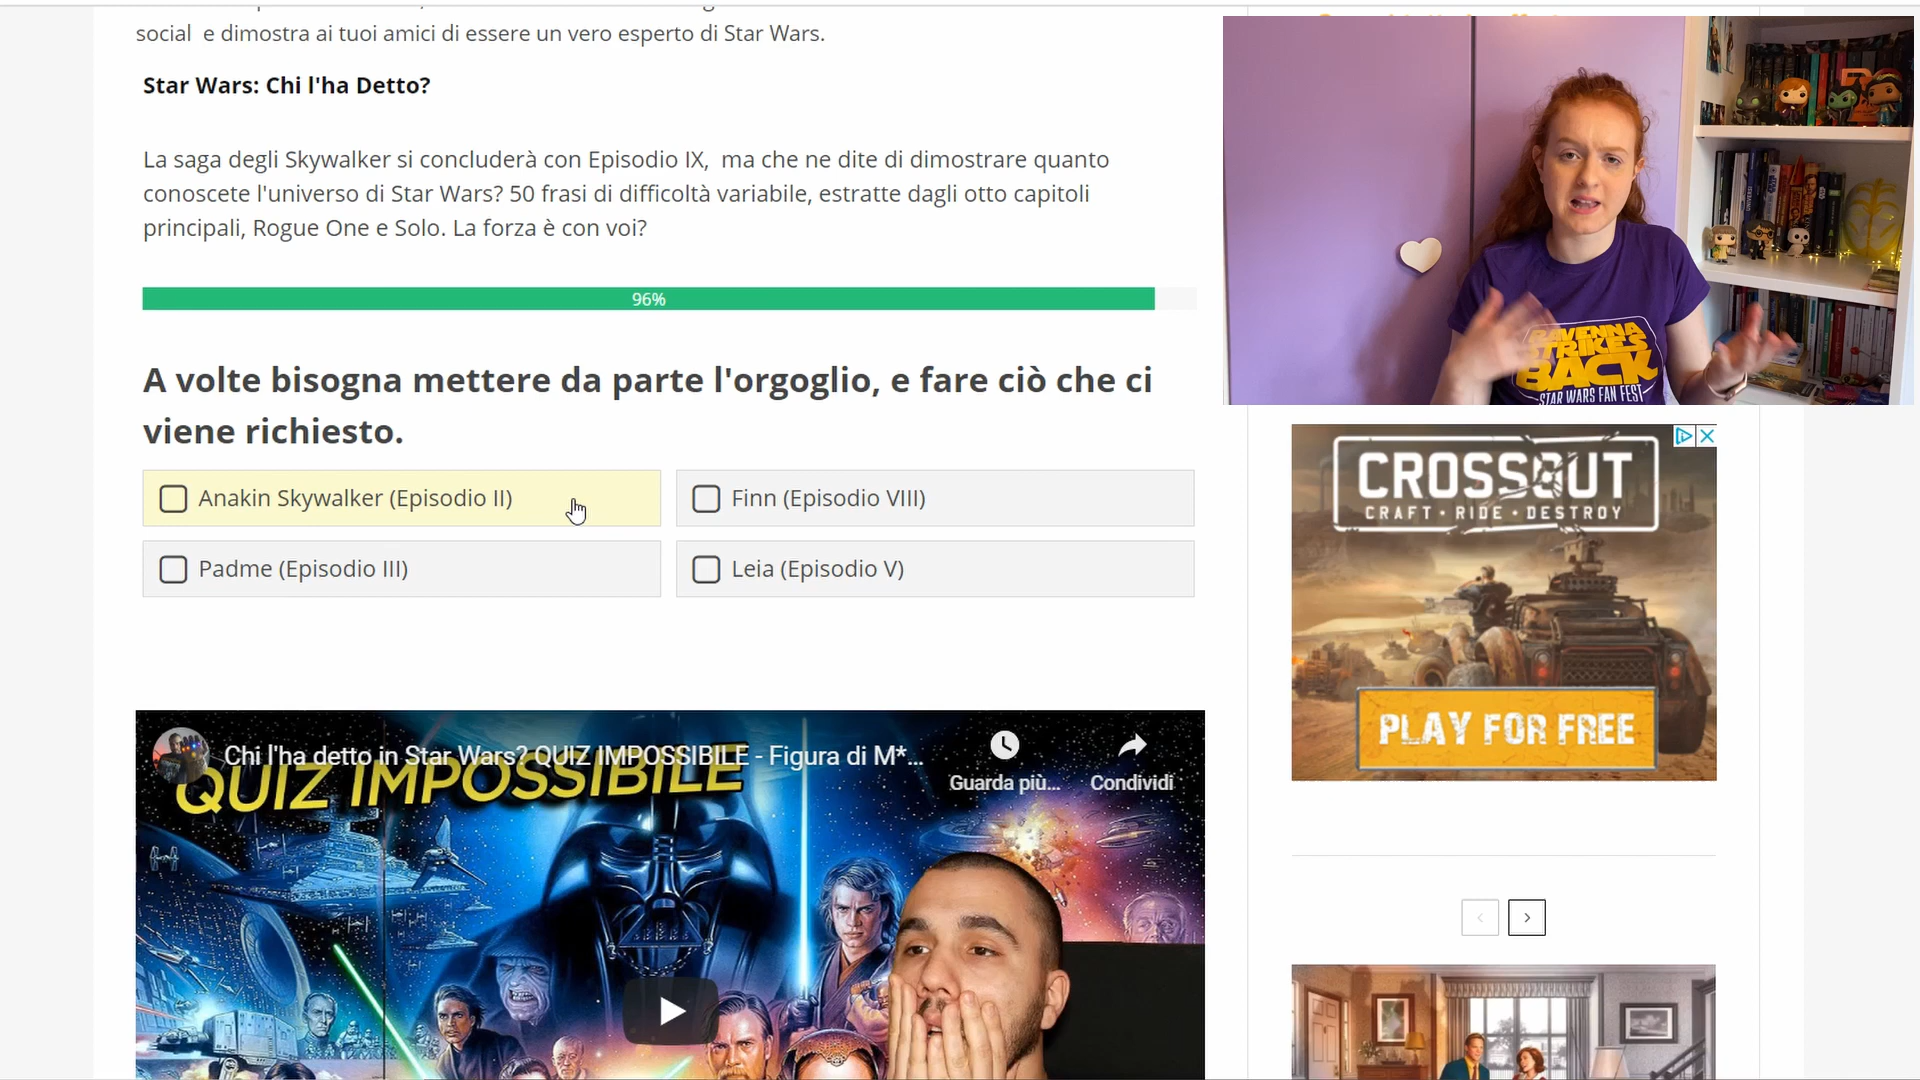 social e dimostra ai tuoi amici di essere un vero esperto di Star Wars.
Star Wars: Chi l'ha Detto?
La saga degli Skywalker si concluderà con Episodio IX, ma che ne dite di dimostrare quanto
conoscete l'universo di Star Wars? 50 frasi di difficoltà variabile, estratte dagli otto capitoli
principali, Rogue One e Solo. La forza è con voi?
96%
A volte bisogna mettere da parte l'orgoglio, e fare ciò che ci
viene richiesto.
Anakin Skywalker (Episodio II)
Finn (Episodio VIII)
Padme (Episodio III)
Leia (Episodio V)
Chi l'ha detto in Star Wars? QUIZ IMPOSSIBILE - Figura di M*...
Guarda più...
Condividi
QUIZ IMPOSSIBILE
RAVENNA
STRIKES
BACK
STAR WARS FAN FEST
CROSSOUT
CRAFT • RIDE • DESTROY
PLAY FOR FREE